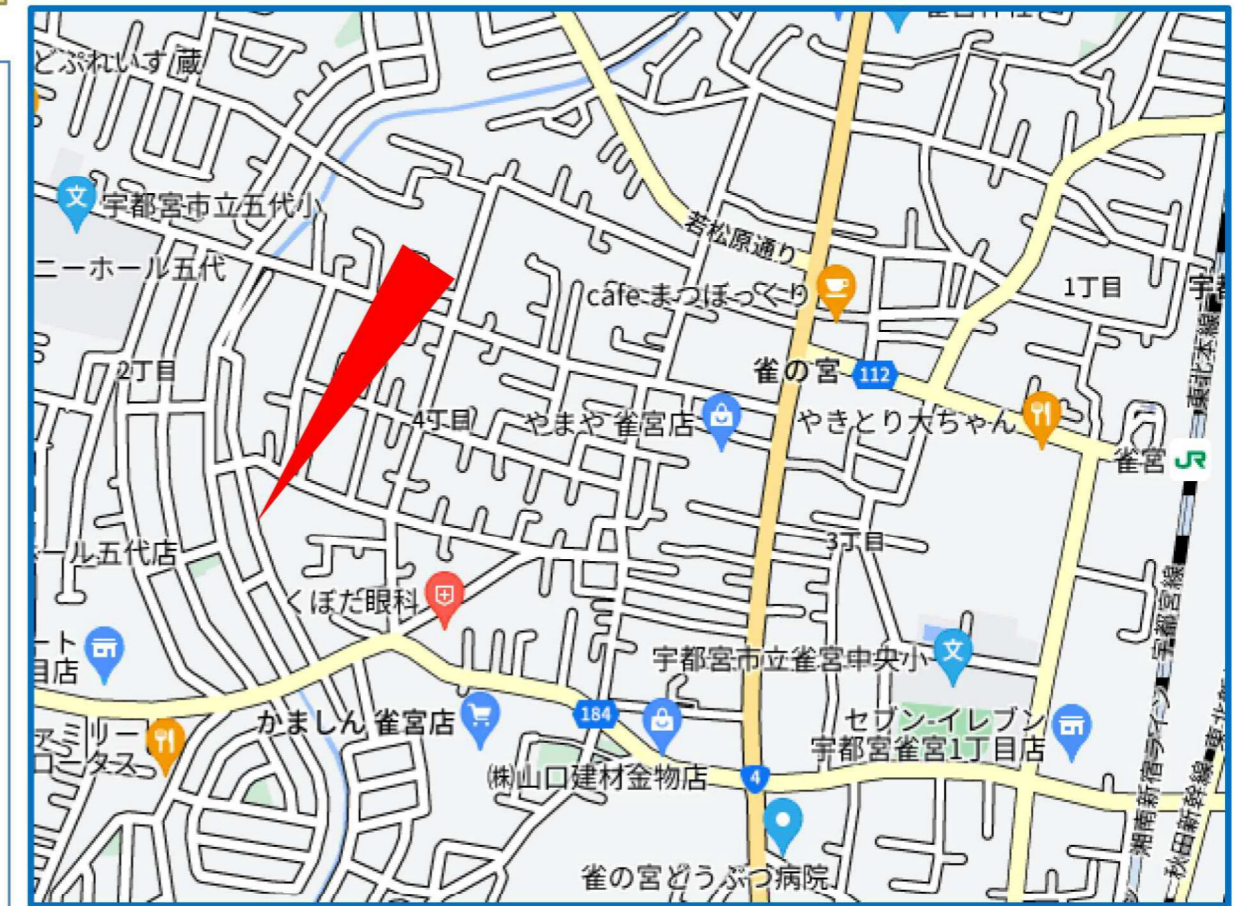 どぷれいす/蔵
宇都宮市立五代小
ニーホール五代
若松原通り
cafe まつぼっくり
1丁目
2丁目
雀の宮
112
4丁目
やまや 雀宮店
やきとり大ちゃん
雀宮
JR
東北本線
ール五代店
3丁目
くぼた眼科
宇都宮線
ート
目店
宇都宮市立雀宮中央小
かましん 雀宮店
184
セブン-イレブン
宇都宮雀宮1丁目店
ァミリー
ロータス
㈱山口建材金物店
4
湘南新宿ライン
秋田新幹線
雀の宮どうぶつ病院